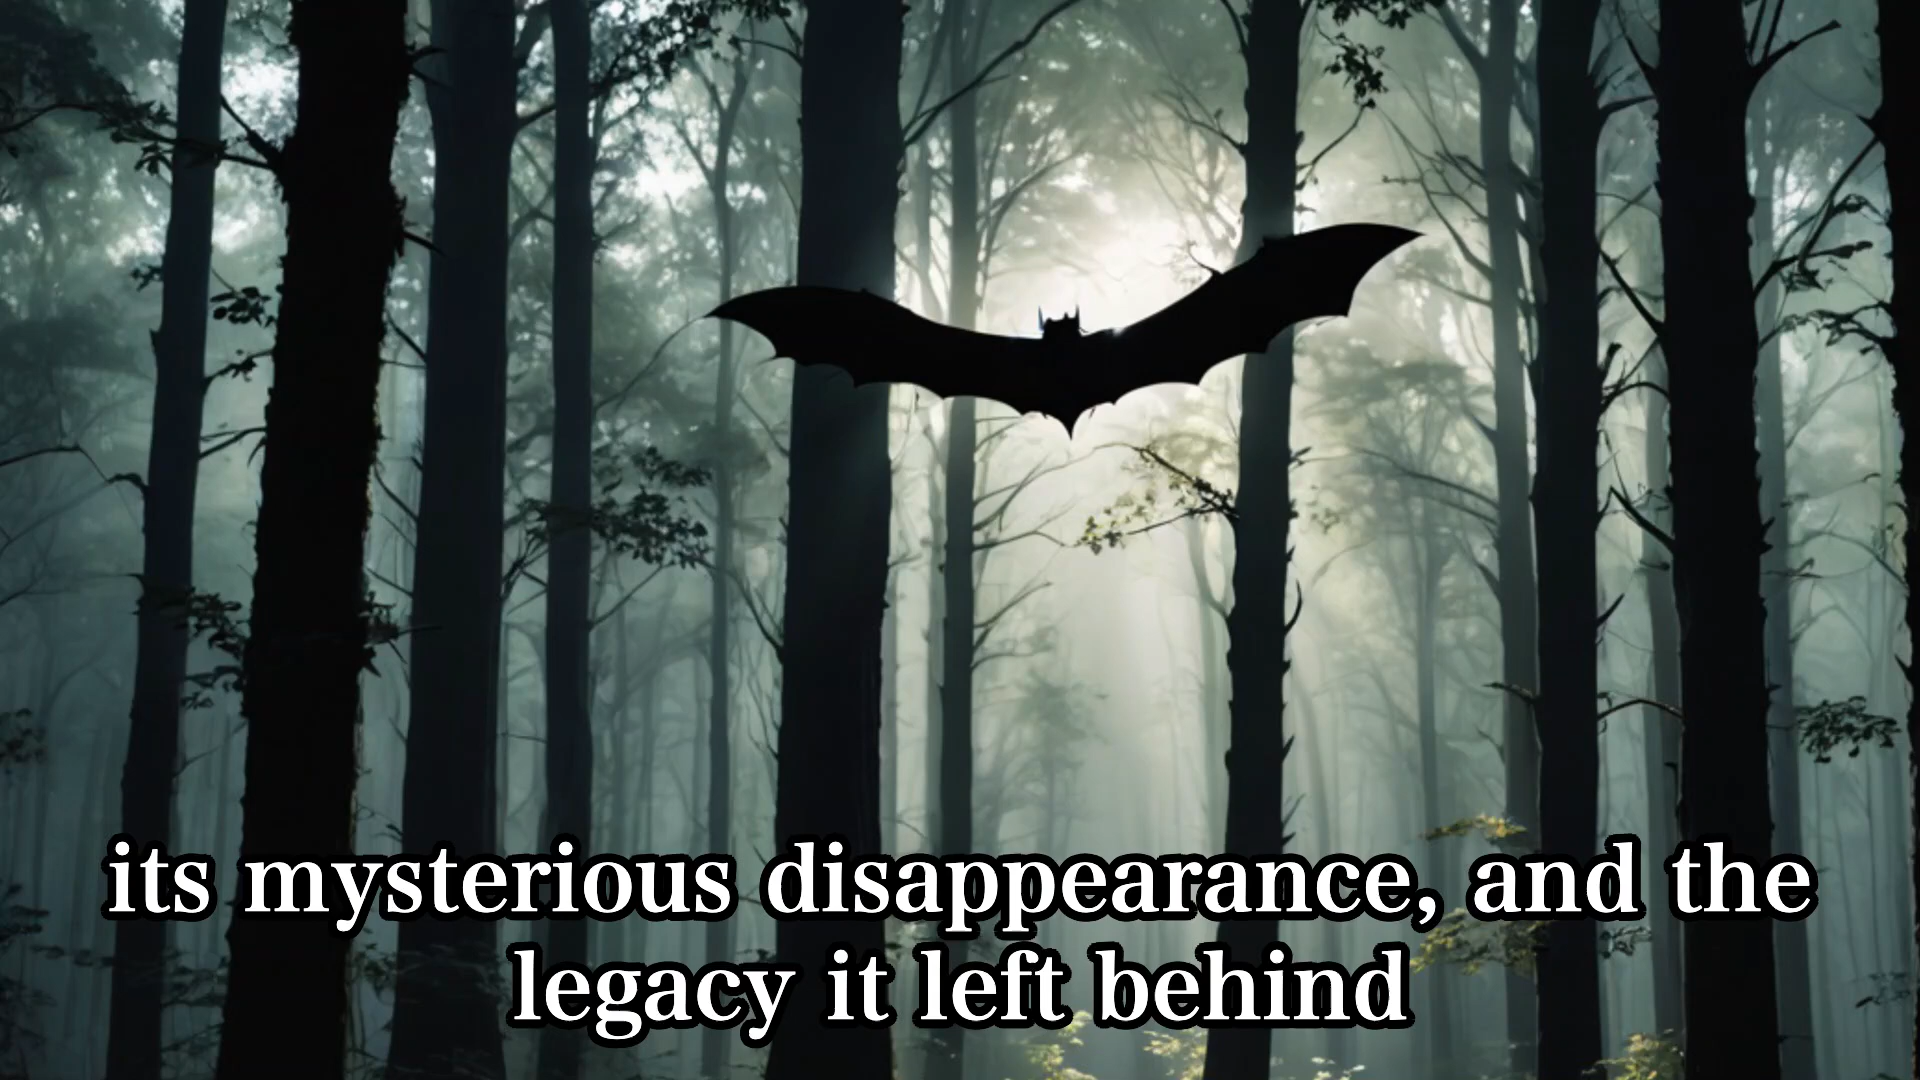 its mysterious disappearance, and the
legacy it left behind